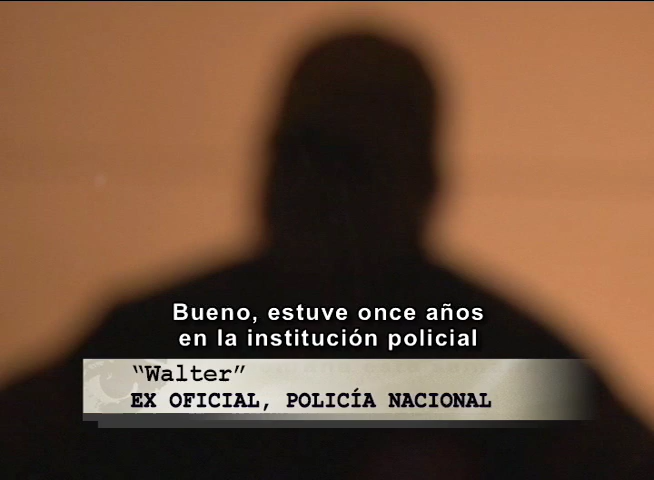 Bueno, estuve once años
en la institución policial
“Walter”
EX OFICIAL, POLICÍA NACIONAL